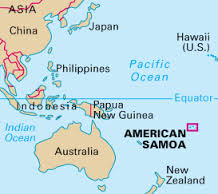 ASIA
China
Japan
Hawaii
(U.S.)
Pacific
Ocean
Philippines
Equator
Indonesia
Papua
New Guinea
Indian
Ocean
AMERICAN
SAMOA
Australia
New
Zealand